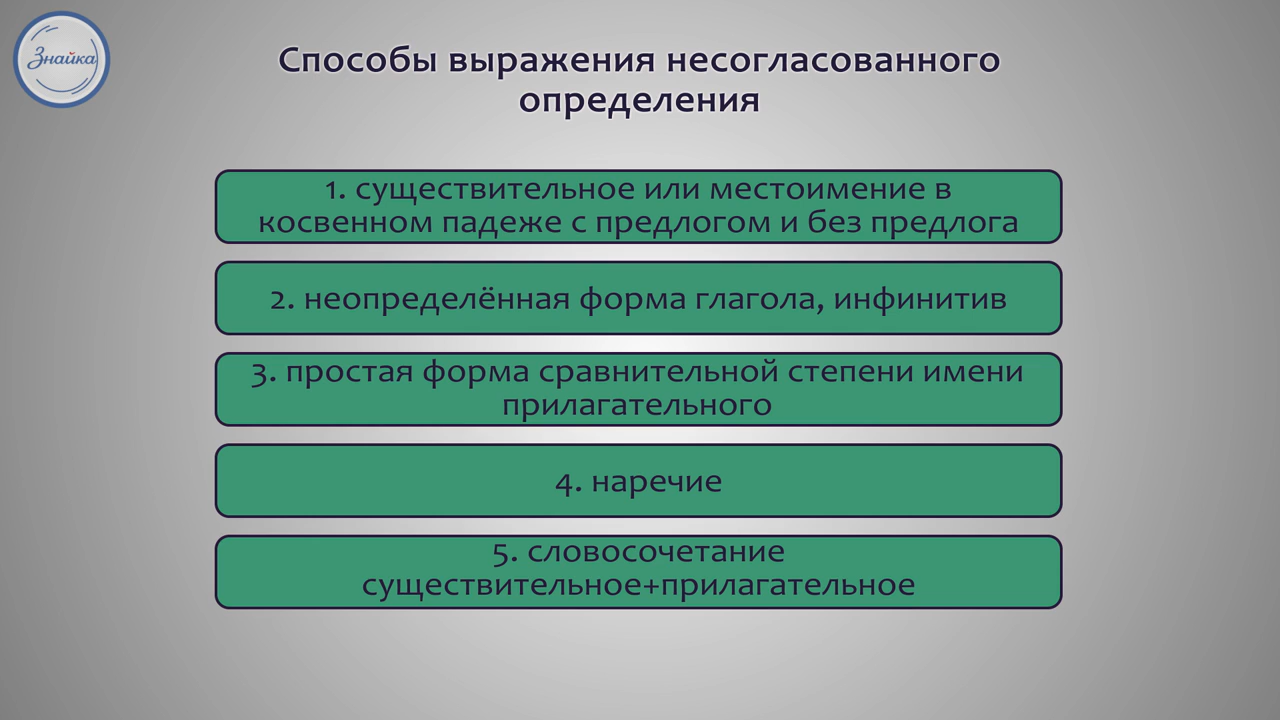 Знайка
Способы выражения несогласованного
определения
1. существительное или местоимение в
косвенном падеже с предлогом и без предлога
2. неопределённая форма глагола, инфинитив
3. простая форма сравнительной степени имени
прилагательного
4. наречие
5. словосочетание
существительное+прилагательное